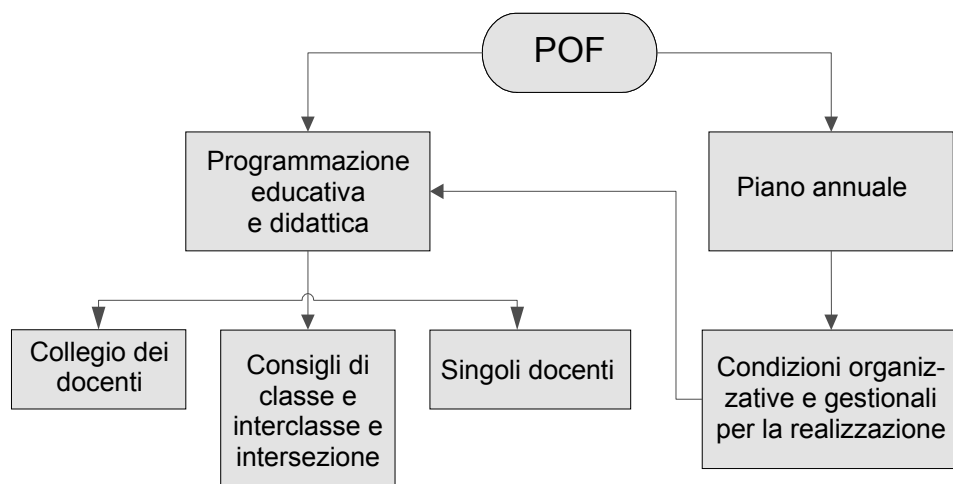 POF
Programmazione
educativa
e didattica
Piano annuale
Collegio dei
docenti
Consigli di
classe e
interclasse e
intersezione
Singoli docenti
Condizioni organiz-
zative e gestionali
per la realizzazione